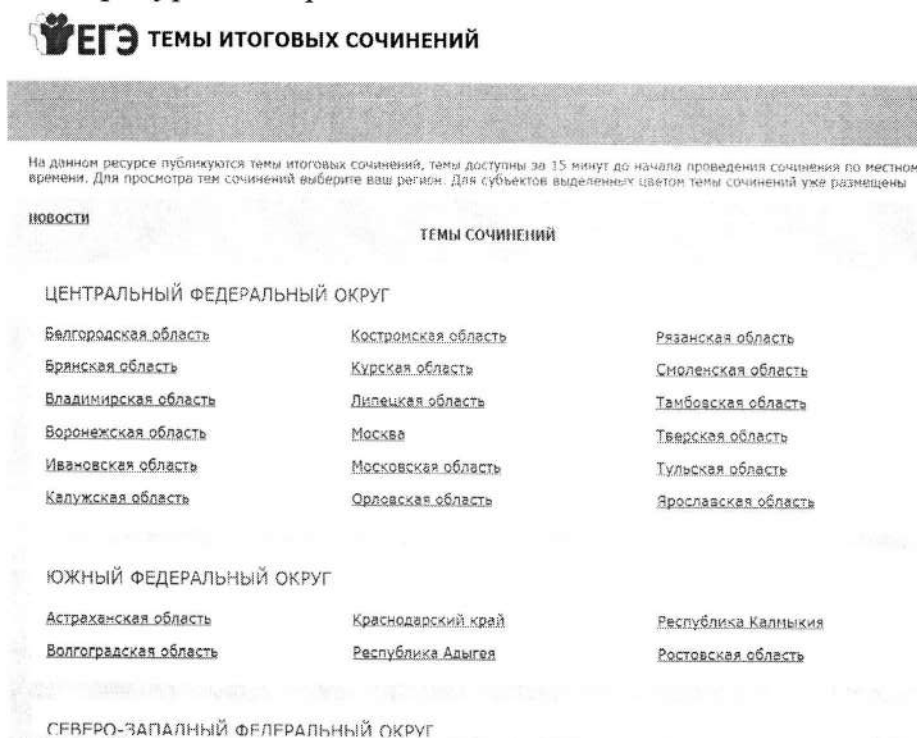 ЕГЭ ТЕМЫ ИТОГОВЫХ СОЧИНЕНИЙ
На данном ресурсе публикуются темы итоговых сочинений, темы доступны за 15 минут до начала проведения сочинения по местном
времени. Для просмотра тем сочинений выберите ваш регион. Для субъектов выделенных цветом темы сочинений уже размещены
НОВОСТИ
ТЕМЫ СОЧИНЕНИЙ
ЦЕНТРАЛЬНЫЙ ФЕДЕРАЛЬНЫЙ ОКРУГ
Белгородская область Костромская область Рязанская область
Брянская область Курская область Смоленская область
Владимирская область Липецкая область Тамбовская область
Воронежская область Москва Тверская область
Ивановская область Московская область Тульская область
Калужская область Орловская область Ярославская область
ЮЖНЫЙ ФЕДЕРАЛЬНЫЙ ОКРУГ
Астраханская область Краснодарский край Республика Калмыкия
Волгоградская область Республика Адыгея Ростовская область
СЕВЕРО-ЗАПАДНЫЙ ФЕДЕРАЛЬНЫЙ ОКРУГ